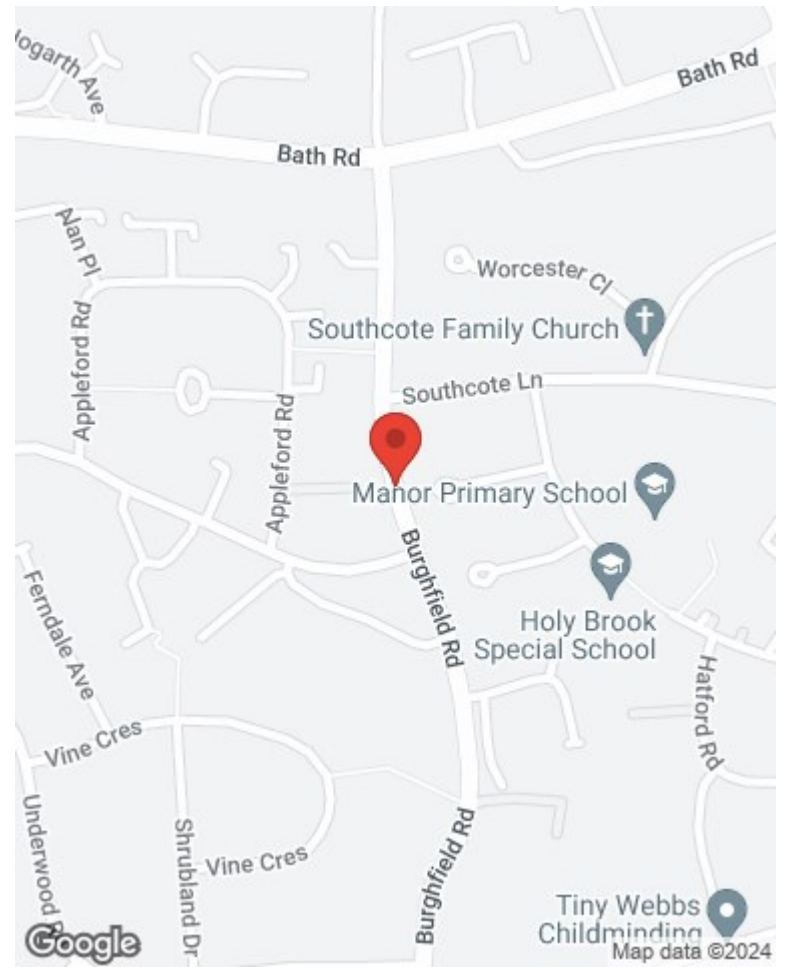 Hogarth Ave
Bath Rd
Bath Rd
Alan Pl
Worcester Cl
Southcote Family Church
Appleford Rd
Southcote Ln
Appleford Rd
Manor Primary School
Burghfield Rd
Ferndale Ave
Holy Brook
Special School
Hatford Rd
Vine Cres
Underwood
Shrubland Dr
Vine Cres
Burghfield Rd
Tiny Webbs
Childminding
Google
Map data ©2024